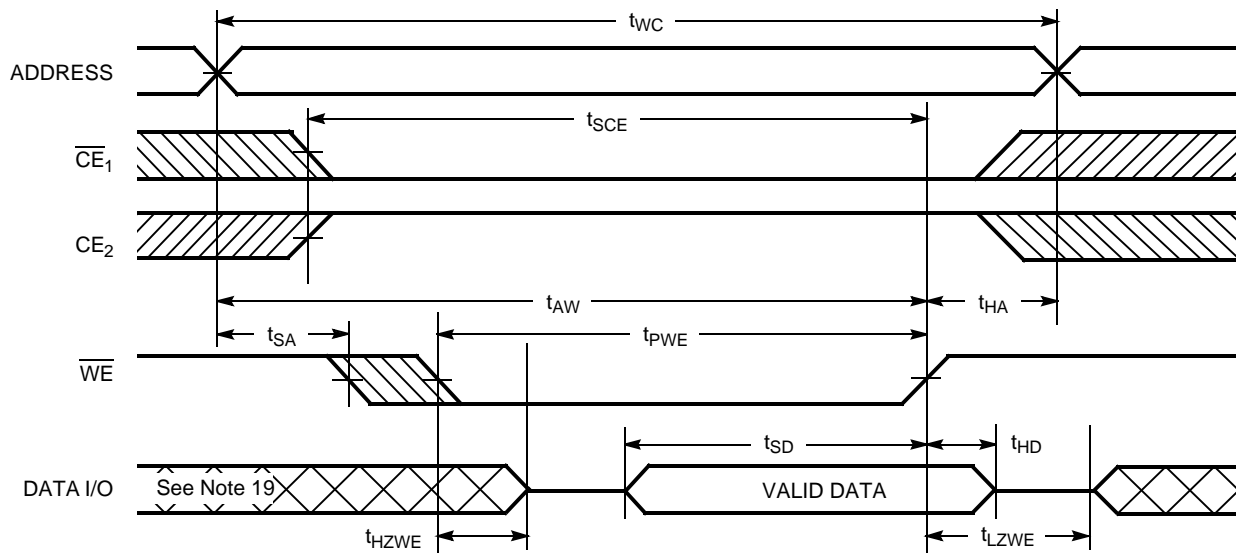 tWC
ADDRESS
tSCE
CE1
CE2
tAW
tHA
tSA
tPWE
WE
tSD
tHD
DATA I/O
See Note 19
VALID DATA
tHZWE
tLZWE